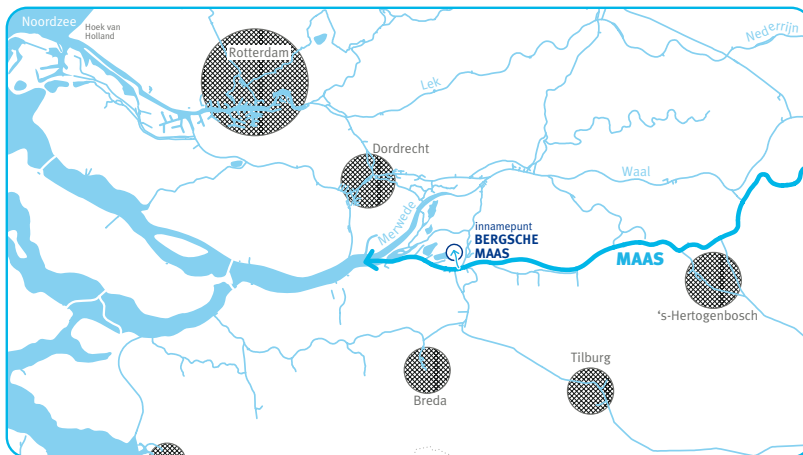 Noordzee
Hoek van
Holland
Rotterdam
Nederrijn
Lek
Dordrecht
Waal
Merwede
innamepunt
BERGSCHE
MAAS
MAAS
's-Hertogenbosch
Tilburg
Breda